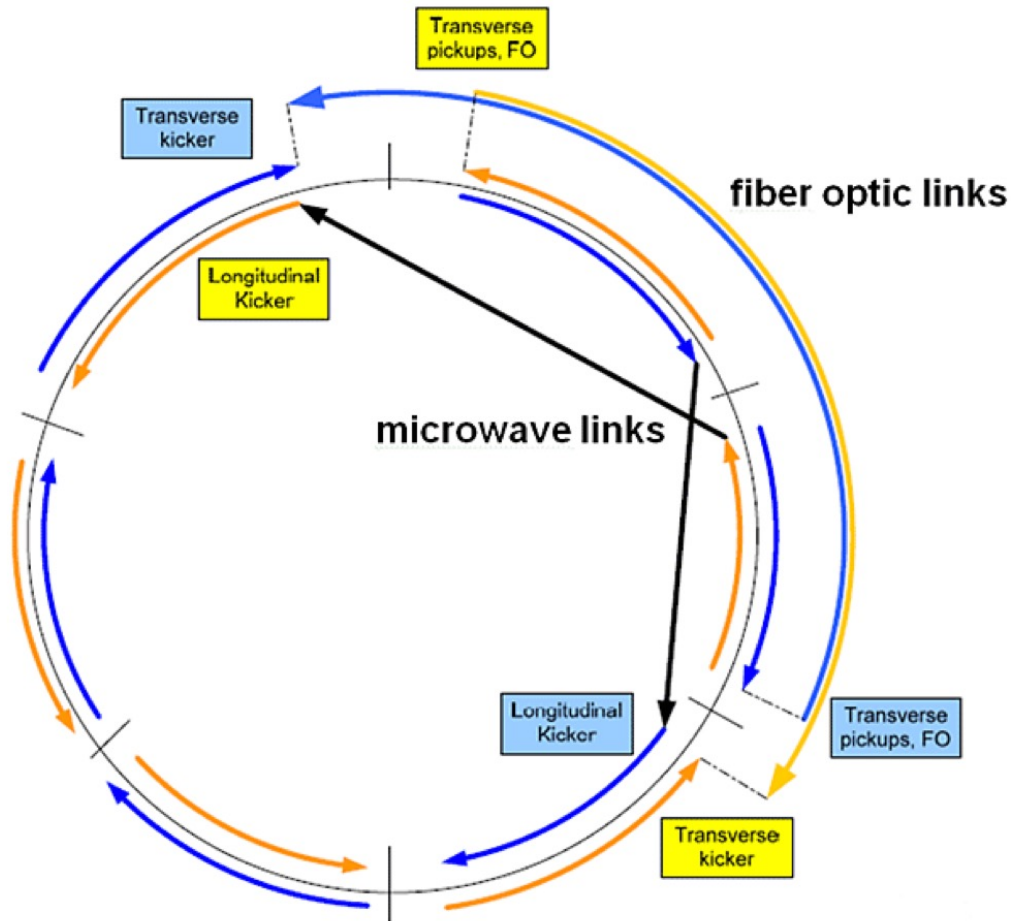 Transverse
pickups, FO
Transverse
kicker
fiber optic links
Longitudinal
Kicker
microwave links
Longitudinal
Kicker
Transverse
pickups, FO
Transverse
kicker